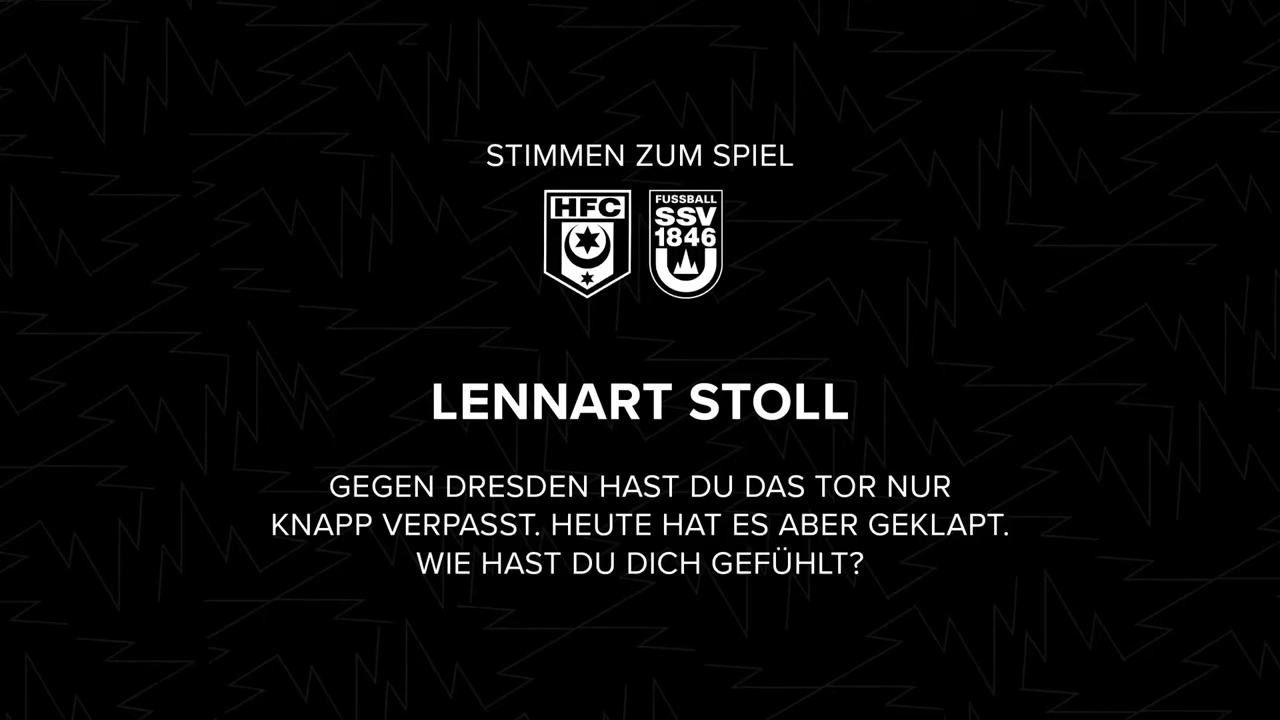 STIMMEN ZUM SPIEL
HFC
FUSSBALL
SSV
1846
LENNART STOLL
GEGEN DRESDEN HAST DU DAS TOR NUR
KNAPP VERPASST. HEUTE HAT ES ABER GEKLAPT.
WIE HAST DU DICH GEFÜHLT?